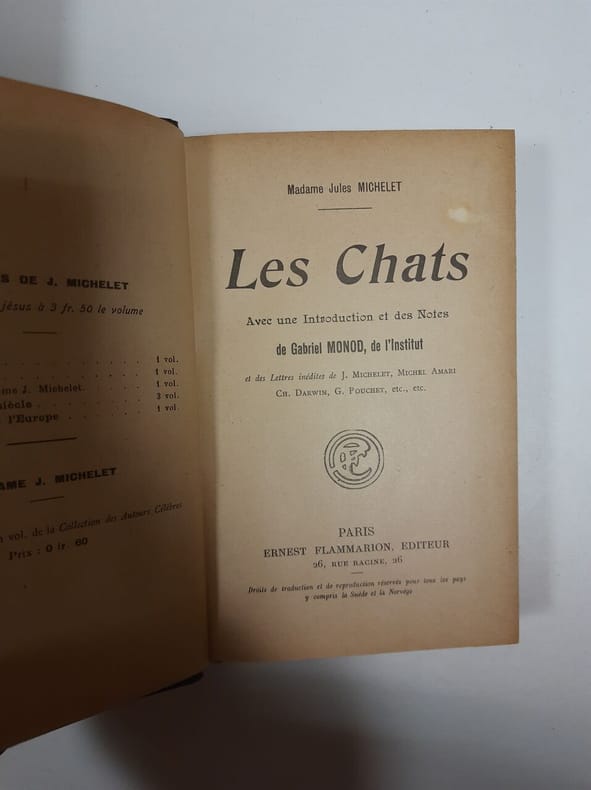 S DE J. MICHELET
jésus à 3 fr. 50 le volume
1 vol.
1 vol.
me J. Michelet. 1 vol.
siècle 3 vol.
l'Europe 1 vol.
AME J. MICHELET
vol. de la Collection des Auteurs Célèbres
Prix : 0 fr. 60
Madame Jules MICHELET
Les Chats
Avec une Introduction et des Notes
de Gabriel MONOD, de l'Institut
et des Lettres inédites de J. MICHELET, MICHEL AMARI
CH. DARWIN, G. POUCHET, etc., etc.
PARIS
ERNEST FLAMMARION, EDITEUR
26, RUE RACINE, 26
Droits de traduction et de reproduction réservés pour tous les pays
y compris la Suède et la Norvège